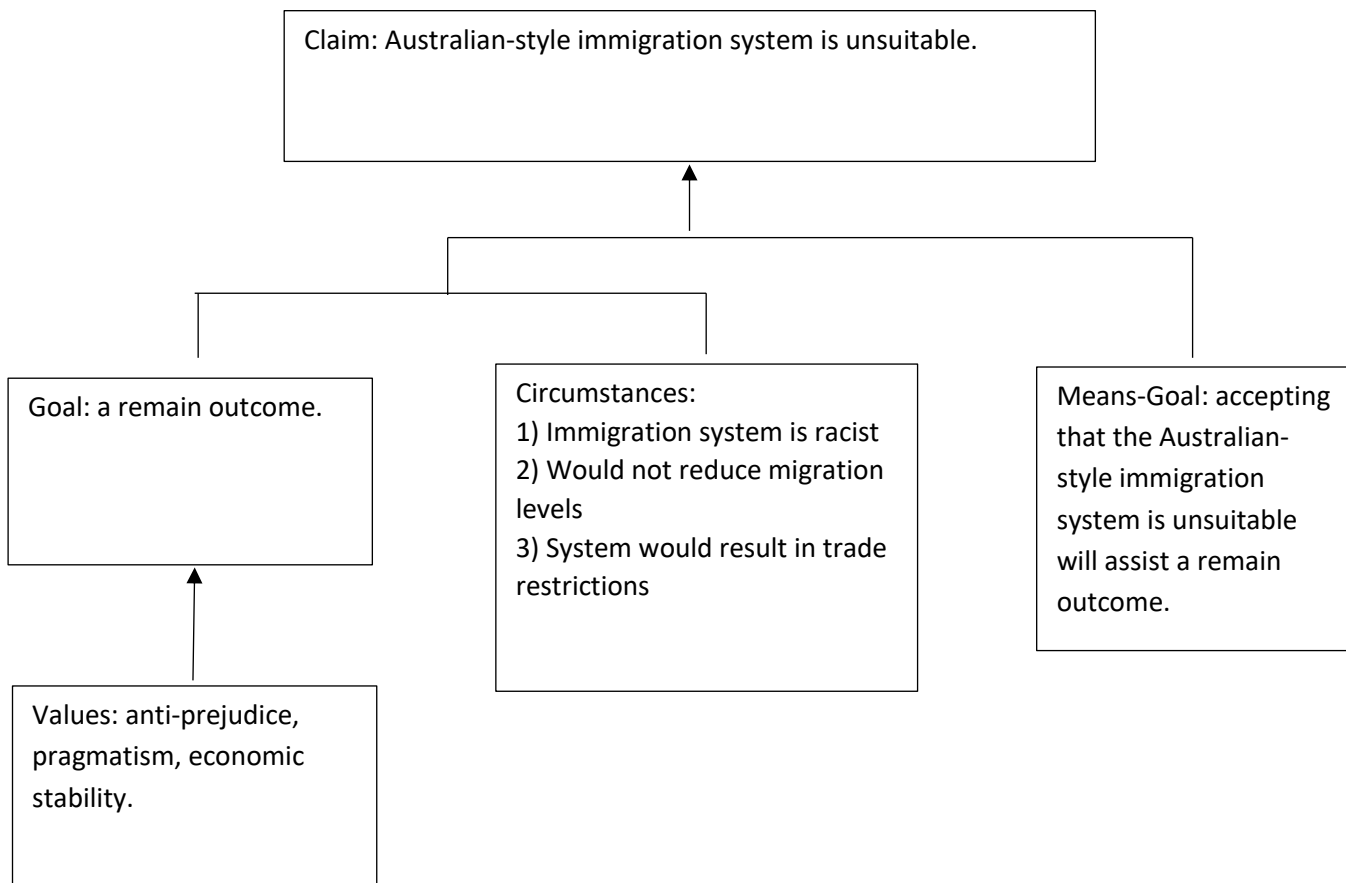 Claim: Australian-style immigration system is unsuitable.
Goal: a remain outcome.
Circumstances:
1) Immigration system is racist
2) Would not reduce migration
levels
3) System would result in trade
restrictions
Means-Goal: accepting
that the Australian-
style immigration
system is unsuitable
will assist a remain
outcome.
Values: anti-prejudice,
pragmatism, economic
stability.